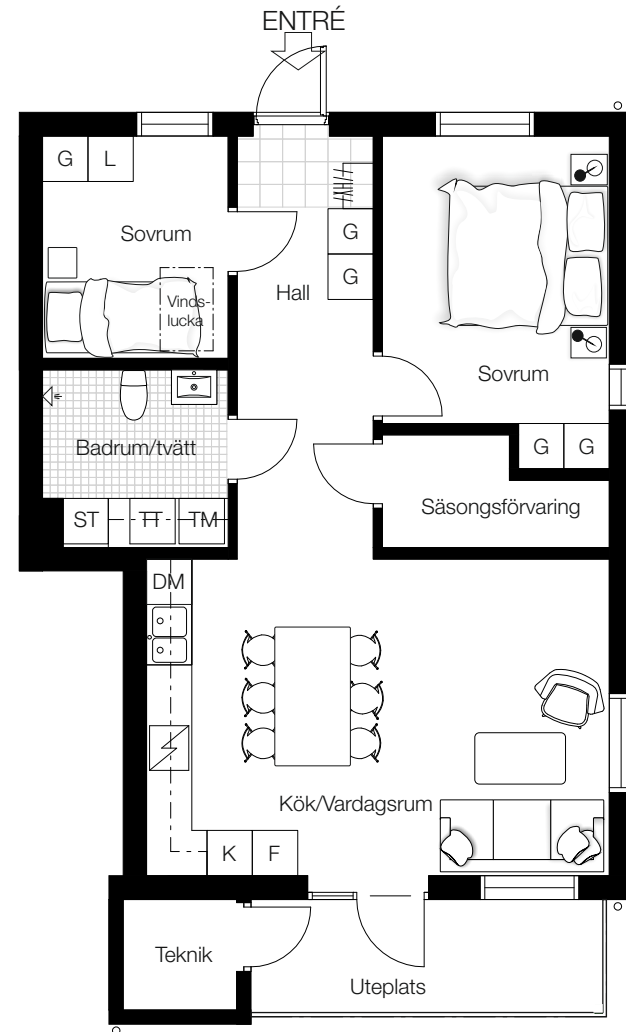 ENTRÉ
G L
Sovrum
G
G
Hall
Vinds-
lucka
Sovrum
Badrum/tvätt
G G
ST TT TM
Säsongsförvaring
DM
Kök/Vardagsrum
K F
Teknik
Uteplats